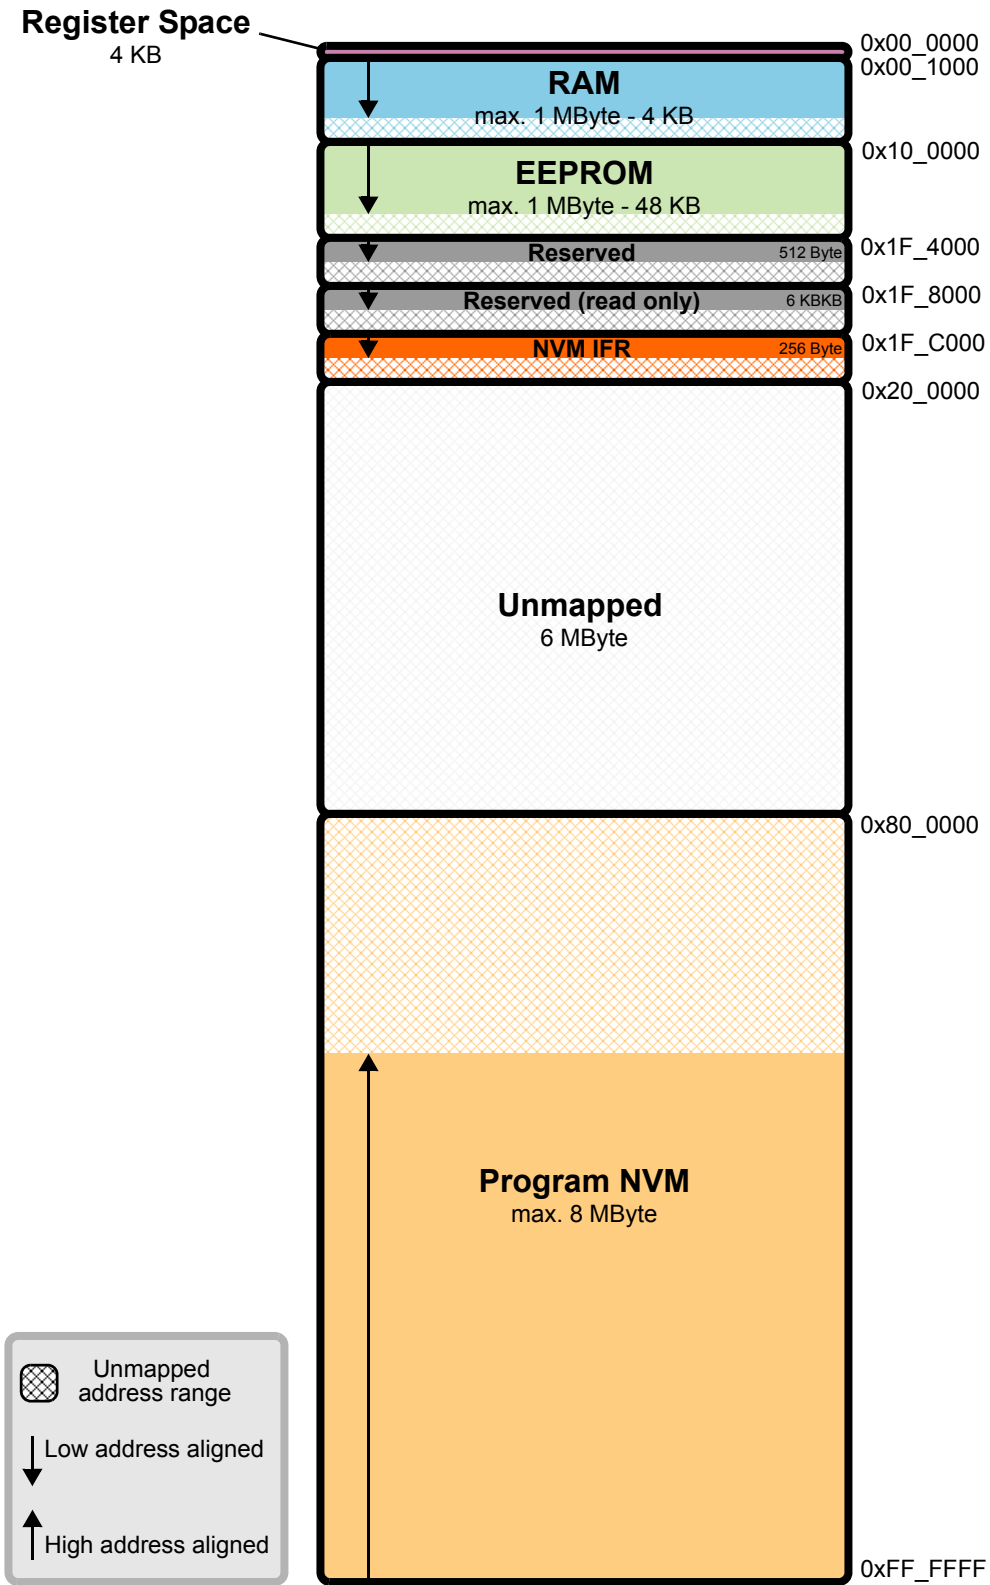 Register Space
4 KB
0x00_0000
0x00_1000
RAM
max. 1 MByte - 4 KB
0x10_0000
EEPROM
max. 1 MByte - 48 KB
0x1F_4000
Reserved
512 Byte
0x1F_8000
Reserved (read only)
6 KBKB
0x1F_C000
NVM IFR
256 Byte
0x20_0000
Unmapped
6 MByte
0x80_0000
Program NVM
max. 8 MByte
0xFF_FFFF
Unmapped
address range
Low address aligned
High address aligned